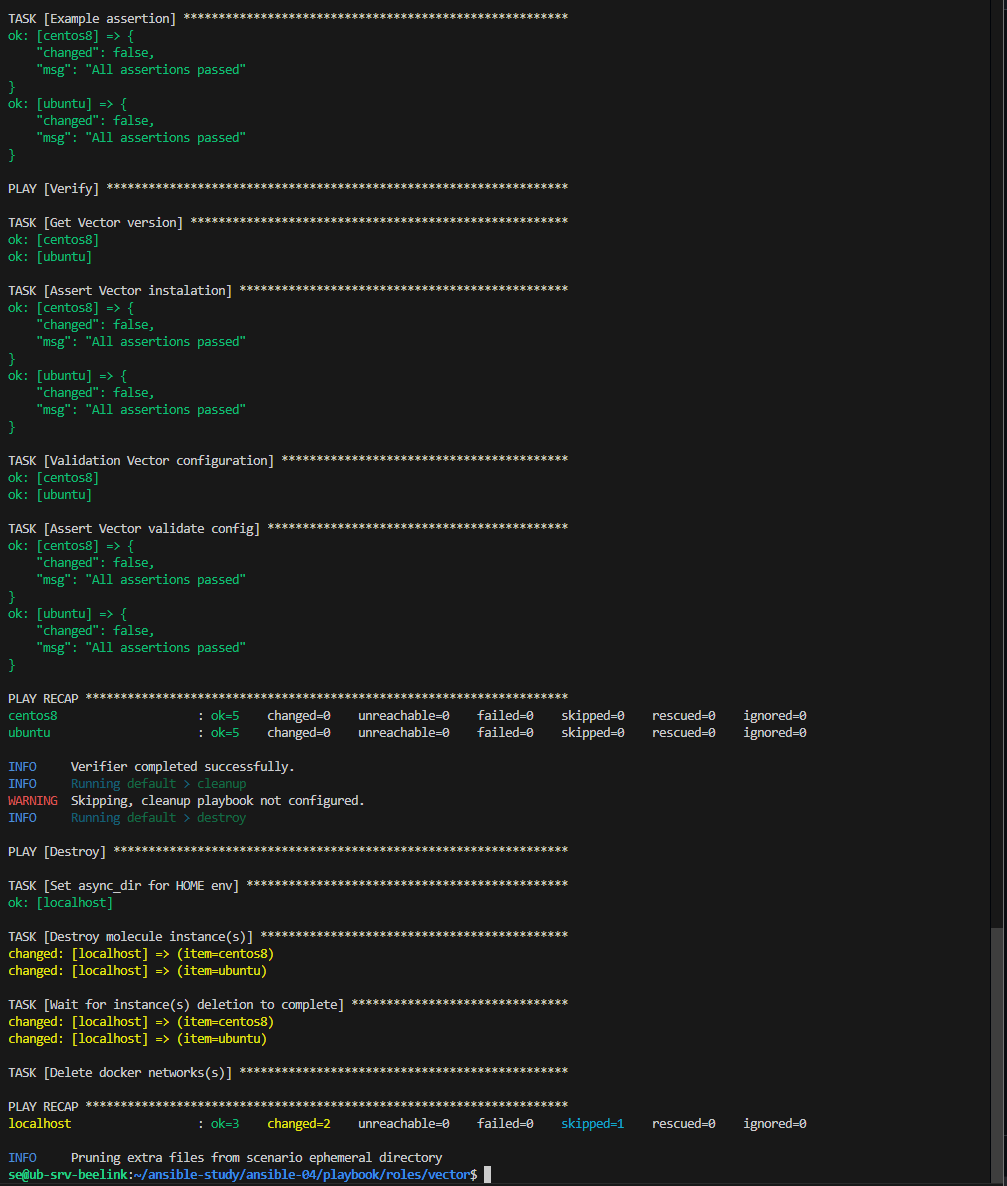 TASK [Example assertion] *******************************************************
ok: [centos8] => {
    "changed": false,
    "msg": "All assertions passed"
}
ok: [ubuntu] => {
    "changed": false,
    "msg": "All assertions passed"
}

PLAY [Verify] ******************************************************************

TASK [Get Vector version] ******************************************************
ok: [centos8]
ok: [ubuntu]

TASK [Assert Vector instalation] ***********************************************
ok: [centos8] => {
    "changed": false,
    "msg": "All assertions passed"
}
ok: [ubuntu] => {
    "changed": false,
    "msg": "All assertions passed"
}

TASK [Validation Vector configuration] *****************************************
ok: [centos8]
ok: [ubuntu]

TASK [Assert Vector validate config] *******************************************
ok: [centos8] => {
    "changed": false,
    "msg": "All assertions passed"
}
ok: [ubuntu] => {
    "changed": false,
    "msg": "All assertions passed"
}

PLAY RECAP *********************************************************************
centos8                    : ok=5    changed=0    unreachable=0    failed=0    skipped=0    rescued=0    ignored=0
ubuntu                     : ok=5    changed=0    unreachable=0    failed=0    skipped=0    rescued=0    ignored=0

INFO     Verifier completed successfully.
INFO     Running default > cleanup
WARNING  Skipping, cleanup playbook not configured.
INFO     Running default > destroy

PLAY [Destroy] *****************************************************************

TASK [Set async_dir for HOME env] **********************************************
ok: [localhost]

TASK [Destroy molecule instance(s)] ********************************************
changed: [localhost] => (item=centos8)
changed: [localhost] => (item=ubuntu)

TASK [Wait for instance(s) deletion to complete] *******************************
changed: [localhost] => (item=centos8)
changed: [localhost] => (item=ubuntu)

TASK [Delete docker networks(s)] ***********************************************

PLAY RECAP *********************************************************************
localhost                  : ok=3    changed=2    unreachable=0    failed=0    skipped=1    rescued=0    ignored=0

INFO     Pruning extra files from scenario ephemeral directory
se@ub-srv-beelink:~/ansible-study/ansible-04/playbook/roles/vector$